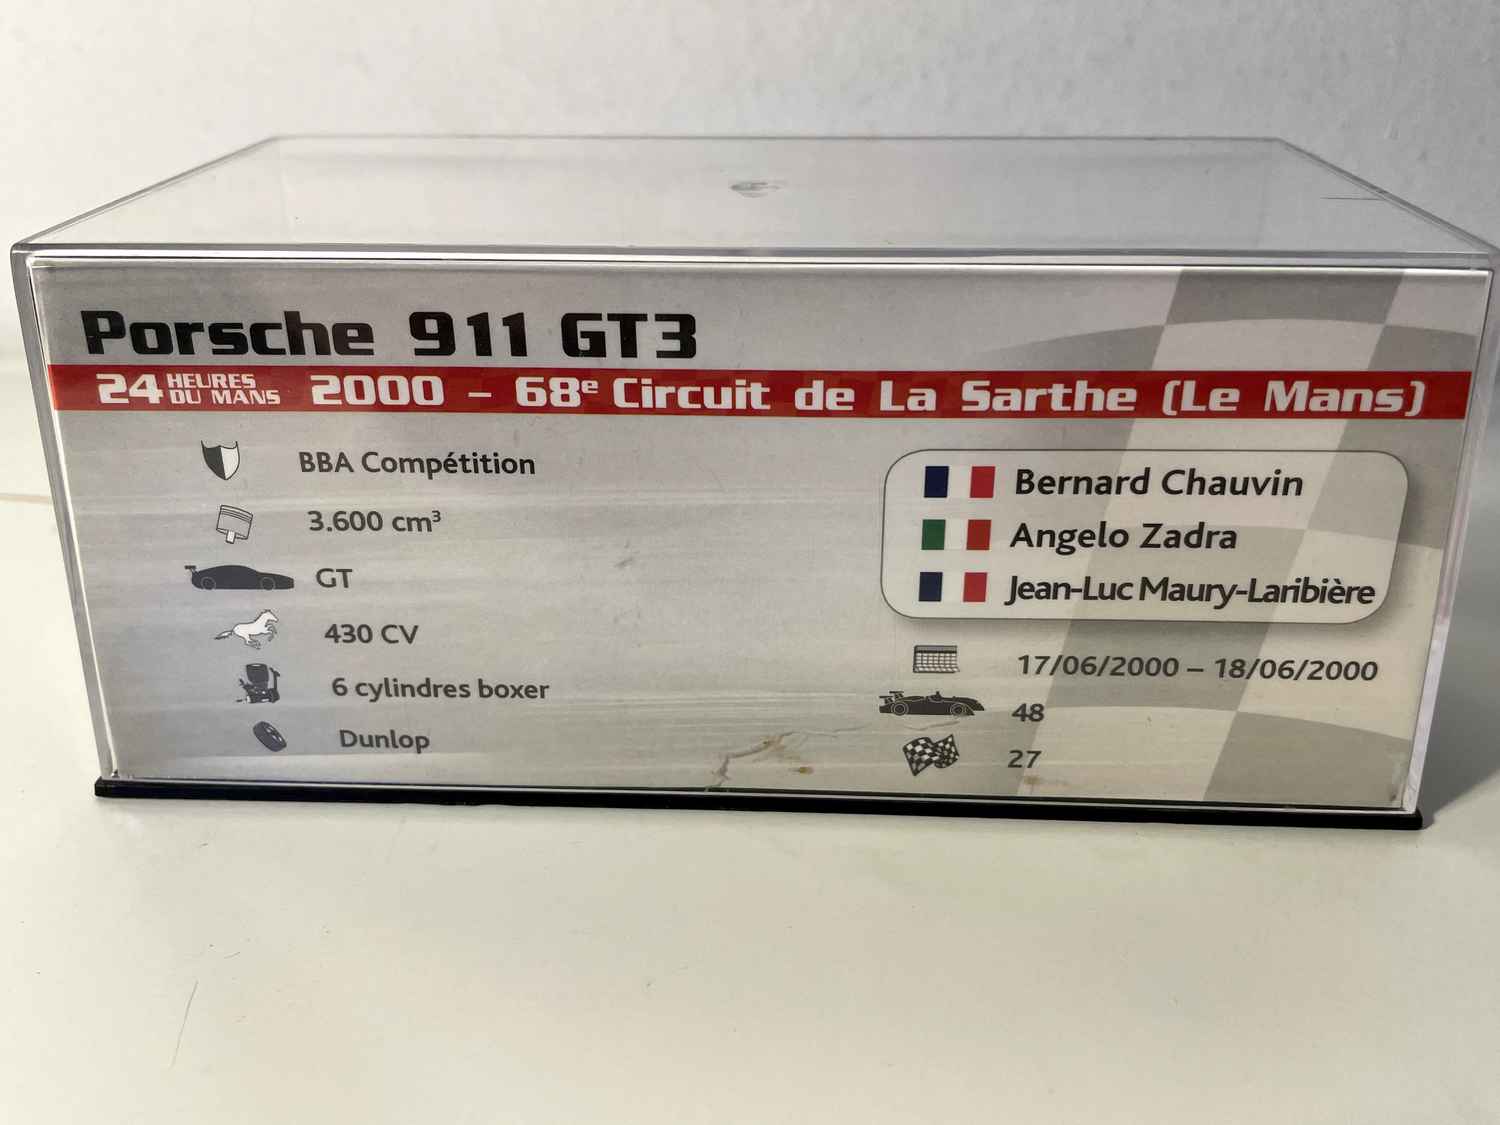 Porsche 911 GT3
24 HEURES DU MANS 2000 – 68e Circuit de La Sarthe (Le Mans)
BBA Compétition
3.600 cm³
GT
430 CV
6 cylindres boxer
Dunlop
Bernard Chauvin
Angelo Zadra
Jean-Luc Maury-Laribière
17/06/2000 – 18/06/2000
48
27